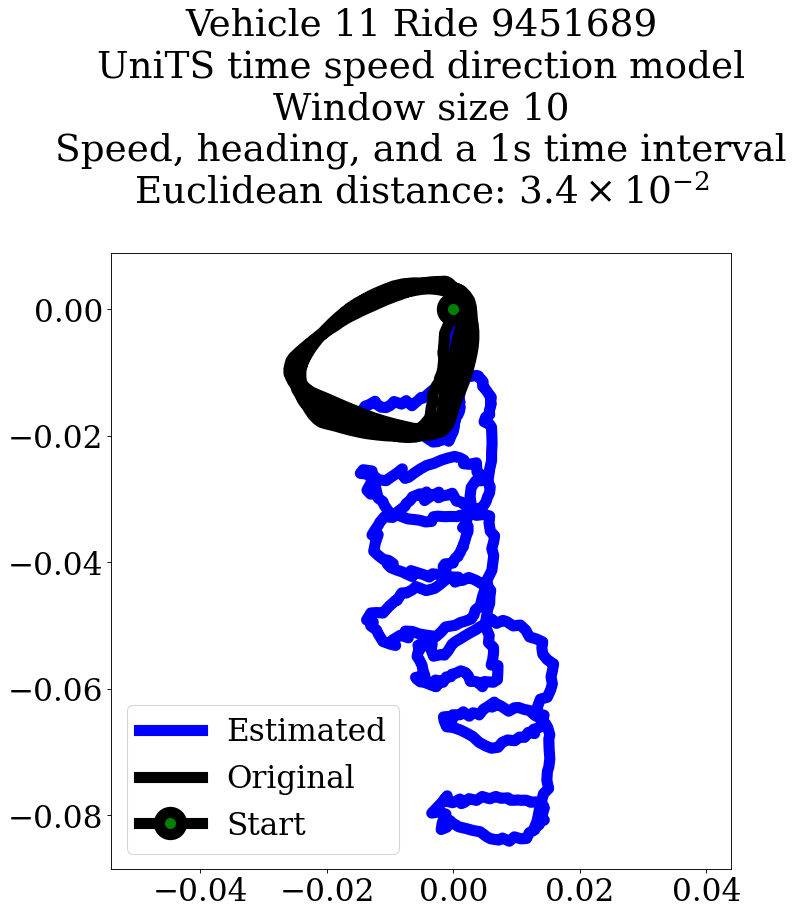 Vehicle 11 Ride 9451689
UniTS time speed direction model
Window size 10
Speed, heading, and a 1s time interval
Euclidean distance: 3.4 × 10⁻²
0.00
−0.02
−0.04
−0.06
−0.08
Estimated
Original
Start
−0.04
−0.02
0.00
0.02
0.04